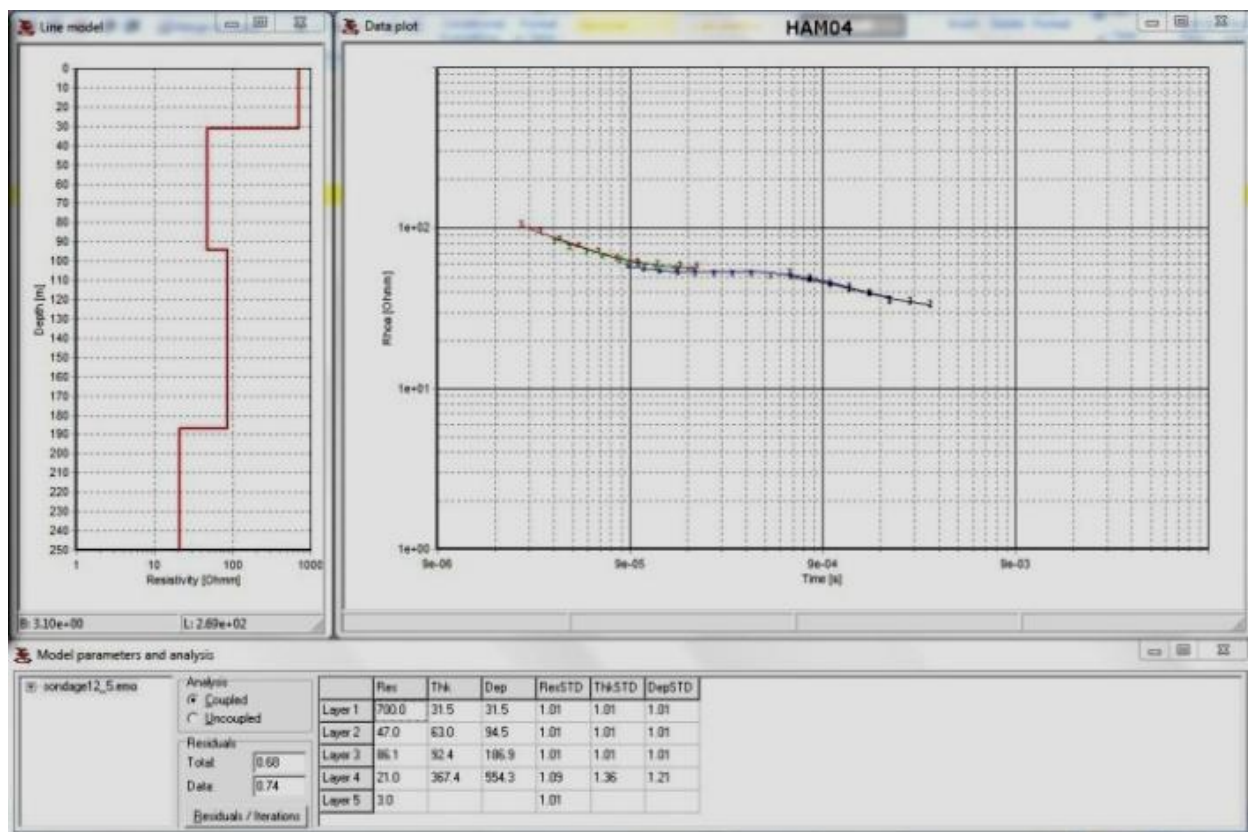 Line model
Data plot
HAM04
0
10
20
30
40
50
60
70
80
90
100
110
120
130
140
150
160
170
180
190
200
210
220
230
240
250
Depth [m]
1 10 100 1000
Resistivity [Ohmm]
B: 3.10e+00 L: 2.69e+02
1e+02
1e+01
1e+00
Rhoa [Ohmm]
9e-06 9e-05 9e-04 9e-03
Time [s]
Model parameters and analysis
sondage12_5.emo
Analysis
Coupled
Uncoupled
Residuals
Total: 0.68
Data: 0.74
Residuals / Iterations
Res Thk Dep ResSTD ThkSTD DepSTD
Layer 1 700.0 31.5 31.5 1.01 1.01 1.01
Layer 2 47.0 63.0 94.5 1.01 1.01 1.01
Layer 3 86.1 92.4 186.9 1.01 1.01 1.01
Layer 4 21.0 367.4 554.3 1.09 1.36 1.21
Layer 5 3.0 1.01